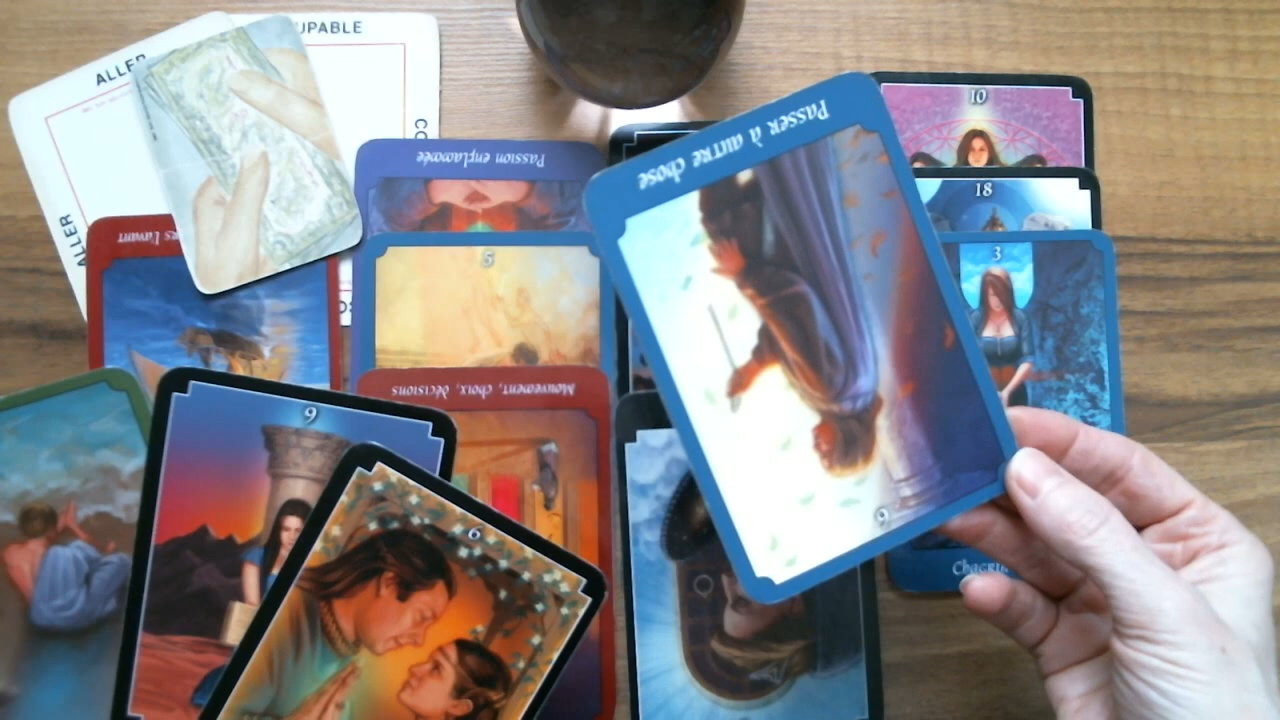 ALLER
UPABLE
ALLER
CO
Passion enflammée
Passer à autre chose
10
18
3
5
9
Mouvement, choix, décisions
9
6
Chagrin